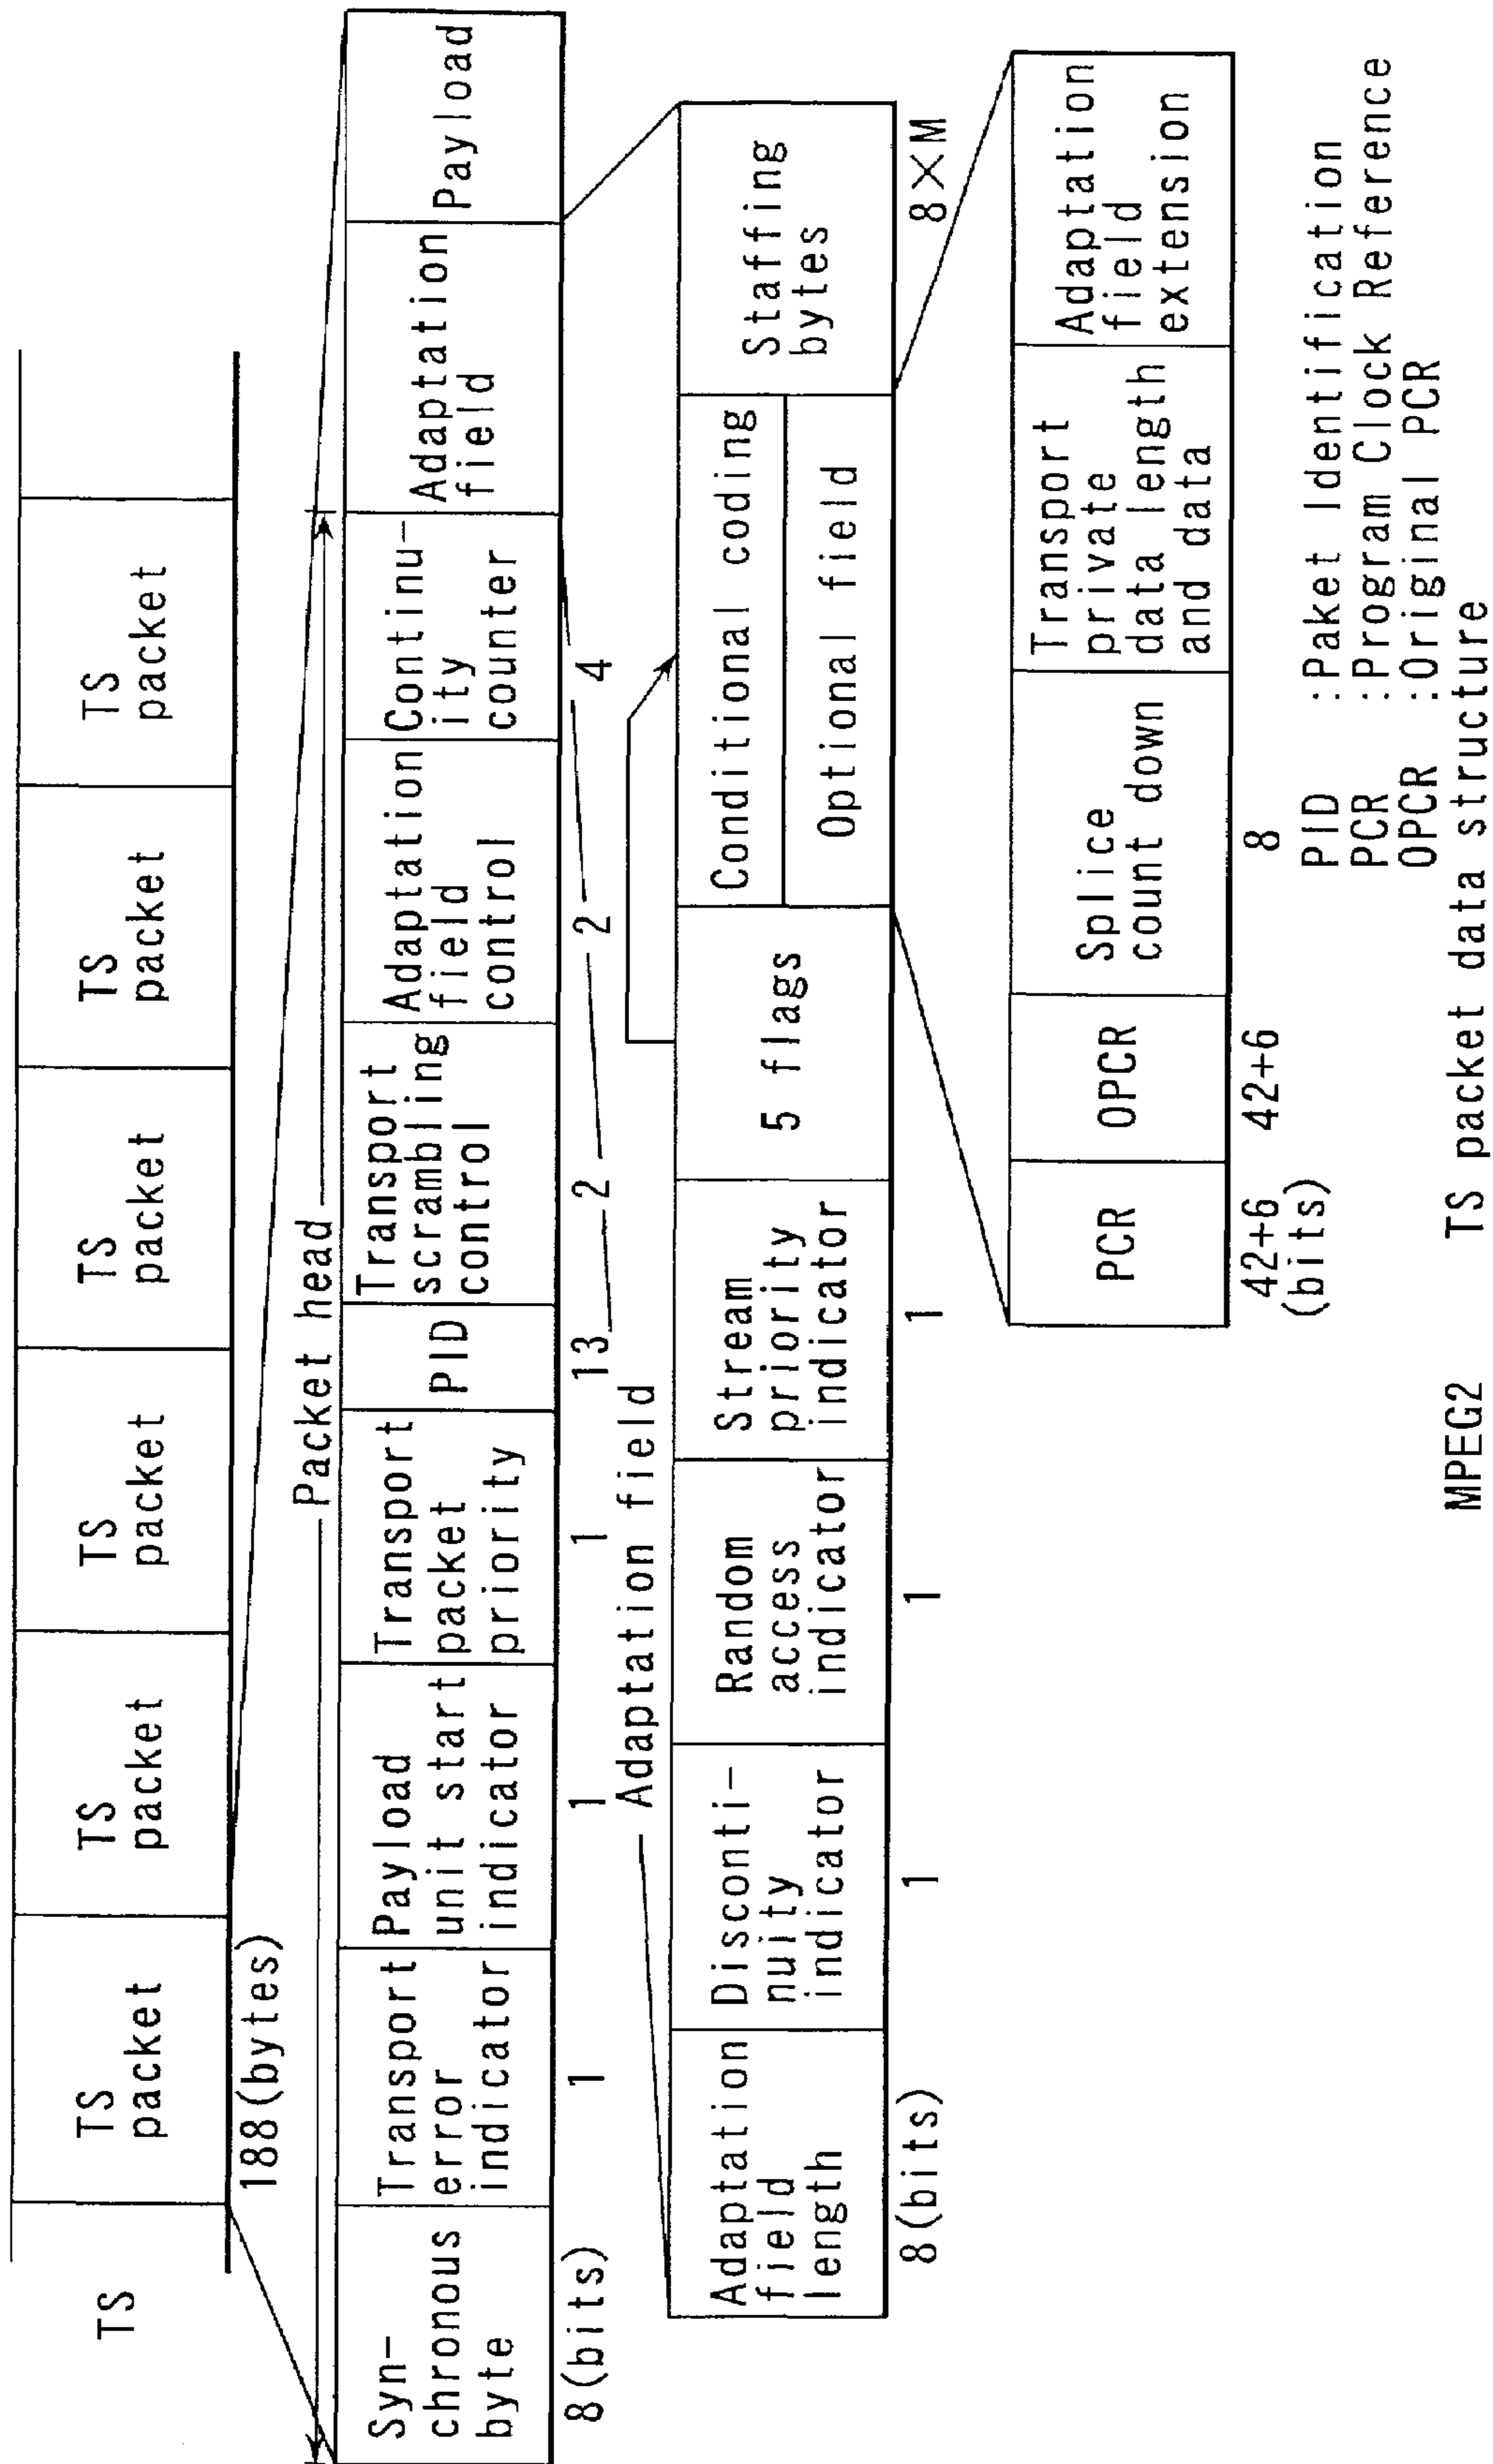 TS
TS
packet
TS
packet
TS
packet
TS
packet
TS
packet
TS
packet
188(bytes)
Packet head
Syn-
chronous
byte
Transport
error
indicator
Payload
unit start
indicator
Transport
packet
priority
PID
Transport
scrambling
control
Adaptation
field
control
Continu-
ity
counter
Adaptation
field
Payload
8(bits)
1
1
1
13
2
2
4
Adaptation field
Adaptation
field
length
Disconti-
nuity
indicator
Random
access
indicator
Stream
priority
indicator
5 flags
Conditional coding
Optional field
Staffing
bytes
8(bits)
1
1
1
8×M
PCR
OPCR
Splice
count down
Transport
private
data length
and data
Adaptation
field
extension
42+6
(bits)
42+6
8
PID :Paket Identification
PCR :Program Clock Reference
OPCR :Original PCR
MPEG2 TS packet data structure